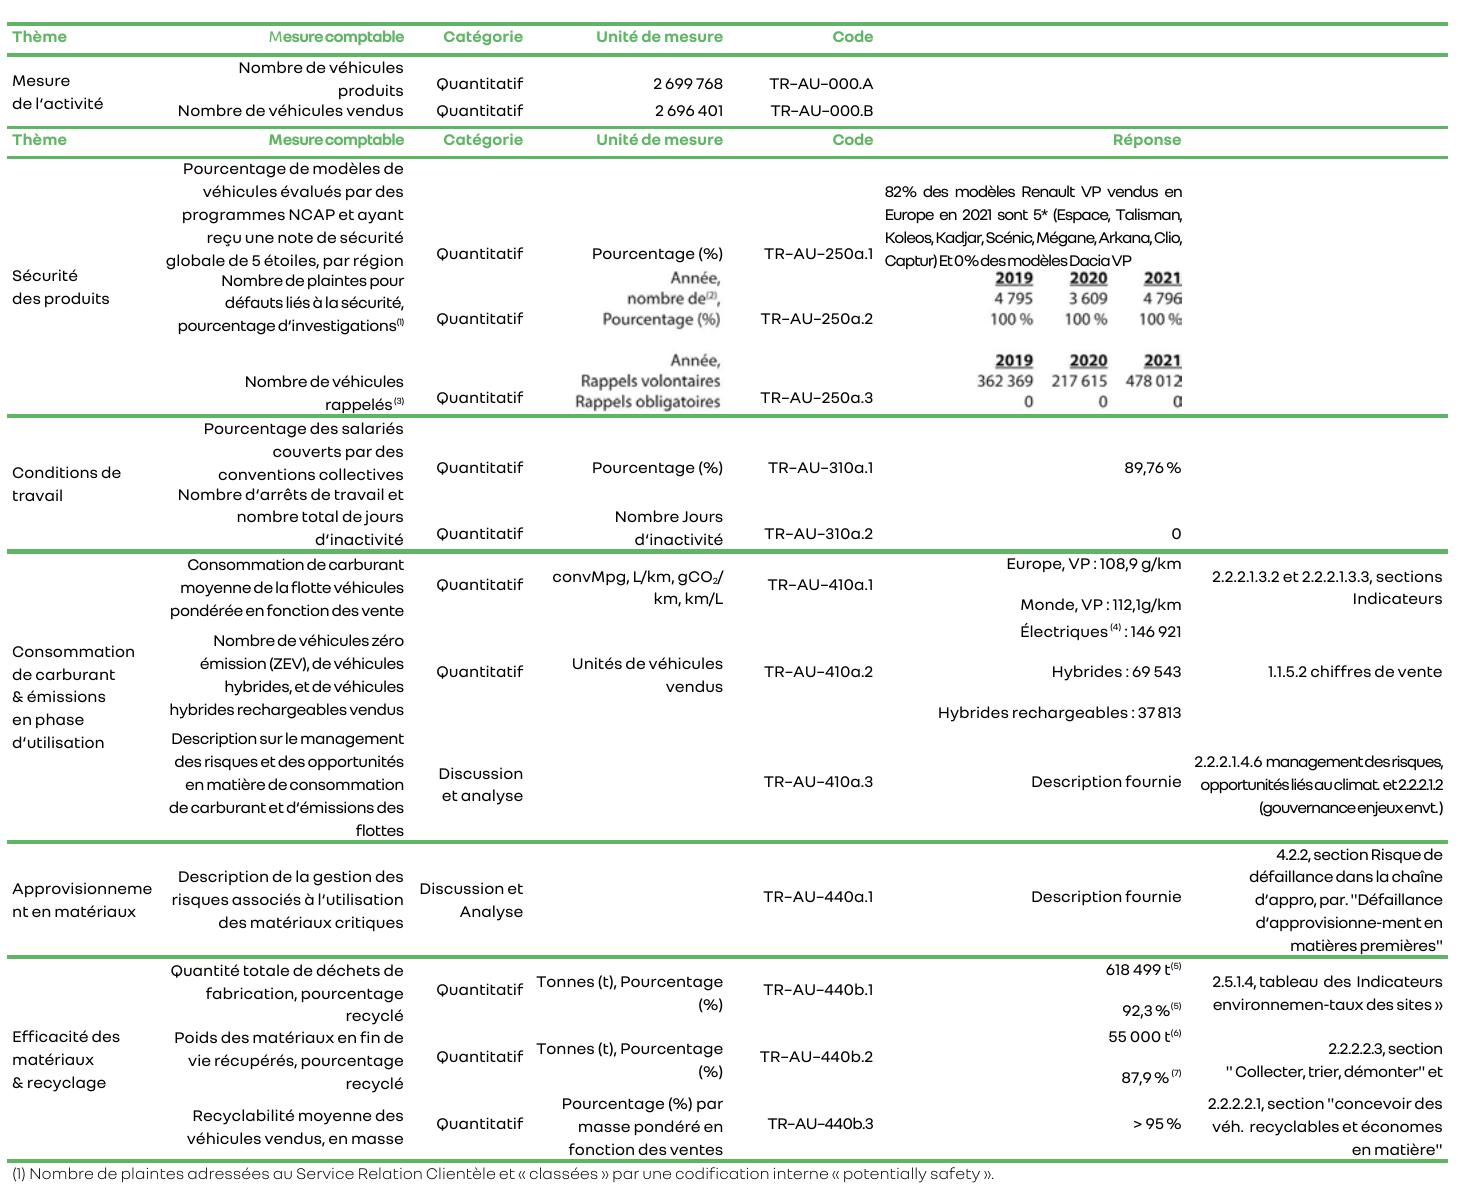 Thème Mesure comptable Catégorie Unité de mesure Code
Mesure
de l'activité
Nombre de véhicules
produits
Quantitatif 2 699 768 TR-AU-000.A
Nombre de véhicules vendus Quantitatif 2 696 401 TR-AU-000.B
Thème Mesure comptable Catégorie Unité de mesure Code Réponse
Sécurité
des produits
Pourcentage de modèles de
véhicules évalués par des
programmes NCAP et ayant
reçu une note de sécurité
globale de 5 étoiles, par région
Quantitatif Pourcentage (%) TR-AU-250a.1
82% des modèles Renault VP vendus en
Europe en 2021 sont 5* (Espace, Talisman,
Koleos, Kadjar, Scénic, Mégane, Arkana, Clio,
Captur) Et 0% des modèles Dacia VP
Nombre de plaintes pour
défauts liés à la sécurité,
pourcentage d'investigations(1)
Quantitatif
Année,
nombre de(2),
Pourcentage (%)
TR-AU-250a.2
2019 2020 2021
4 795 3 609 4 796
100 % 100 % 100 %
Nombre de véhicules
rappelés(3)
Quantitatif
Année,
Rappels volontaires
Rappels obligatoires
TR-AU-250a.3
2019 2020 2021
362 369 217 615 478 012
0 0 0
Conditions de
travail
Pourcentage des salariés
couverts par des
conventions collectives
Quantitatif Pourcentage (%) TR-AU-310a.1 89,76 %
Nombre d'arrêts de travail et
nombre total de jours
d'inactivité
Quantitatif
Nombre Jours
d'inactivité
TR-AU-310a.2 0
Consommation
de carburant
& émissions
en phase
d'utilisation
Consommation de carburant
moyenne de la flotte véhicules
pondérée en fonction des vente
Quantitatif
convMpg, L/km, gCO₂/
km, km/L
TR-AU-410a.1
Europe, VP : 108,9 g/km
Monde, VP : 112,1g/km
2.2.2.1.3.2 et 2.2.2.1.3.3, sections
Indicateurs
Nombre de véhicules zéro
émission (ZEV), de véhicules
hybrides, et de véhicules
hybrides rechargeables vendus
Quantitatif
Unités de véhicules
vendus
TR-AU-410a.2
Électriques (4) : 146 921
Hybrides : 69 543
Hybrides rechargeables : 37 813
1.1.5.2 chiffres de vente
Description sur le management
des risques et des opportunités
en matière de consommation
de carburant et d'émissions des
flottes
Discussion
et analyse
TR-AU-410a.3 Description fournie
2.2.2.1.4.6 management des risques,
opportunités liés au climat. et 2.2.2.1.2
(gouvernance enjeux envt.)
Approvisionneme
nt en matériaux
Description de la gestion des
risques associés à l'utilisation
des matériaux critiques
Discussion et
Analyse
TR-AU-440a.1 Description fournie
4.2.2, section Risque de
défaillance dans la chaîne
d'appro, par. "Défaillance
d'approvisionne-ment en
matières premières"
Efficacité des
matériaux
& recyclage
Quantité totale de déchets de
fabrication, pourcentage
recyclé
Quantitatif
Tonnes (t), Pourcentage
(%)
TR-AU-440b.1
618 499 t(5)
92,3 %(5)
2.5.1.4, tableau des Indicateurs
environnemen-taux des sites »
Poids des matériaux en fin de
vie récupérés, pourcentage
recyclé
Quantitatif
Tonnes (t), Pourcentage
(%)
TR-AU-440b.2
55 000 t(6)
87,9 % (7)
2.2.2.2.3, section
" Collecter, trier, démonter" et
Recyclabilité moyenne des
véhicules vendus, en masse
Quantitatif
Pourcentage (%) par
masse pondéré en
fonction des ventes
TR-AU-440b.3 > 95 %
2.2.2.2.1, section "concevoir des
véh. recyclables et économes
en matière"
(1) Nombre de plaintes adressées au Service Relation Clientèle et « classées » par une codification interne « potentially safety ».